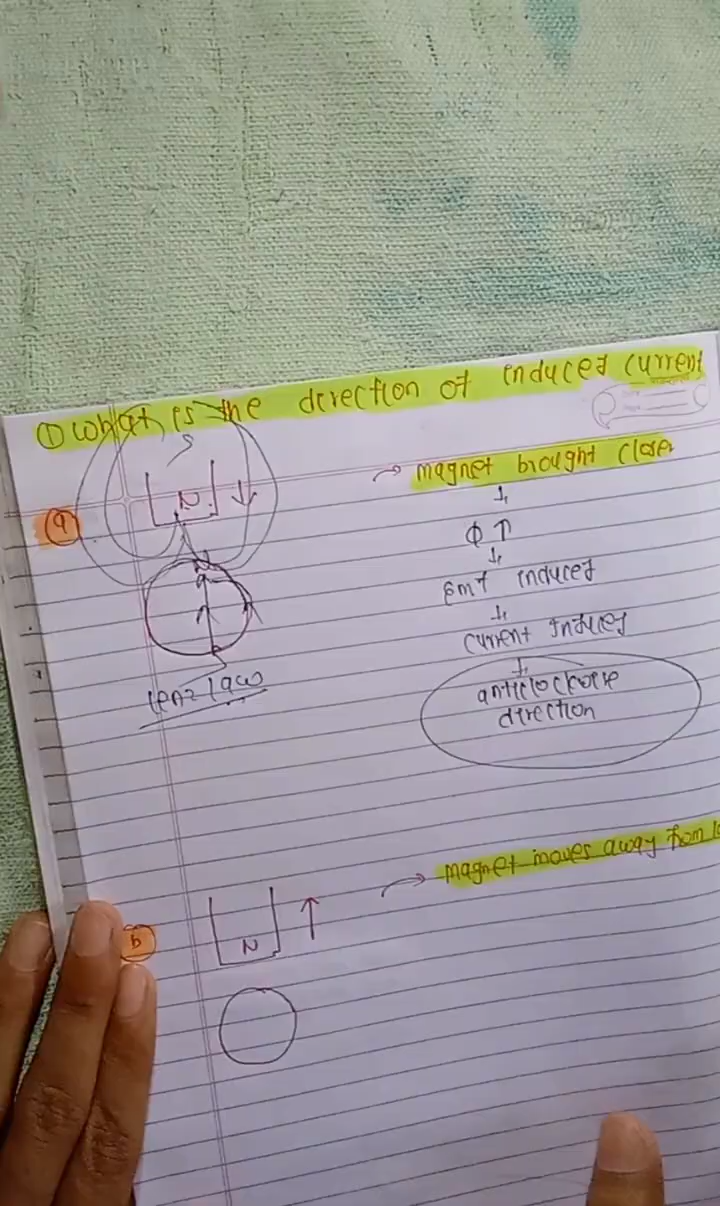 ① What is the direction of induced current
S
N ↓
(a)
N
lenz law
→ magnet brought closer
↓
Φ ↑
↓
emf induced
↓
current induced
↓
anticlockwise
direction
→ magnet moves away from
(b)
N ↑